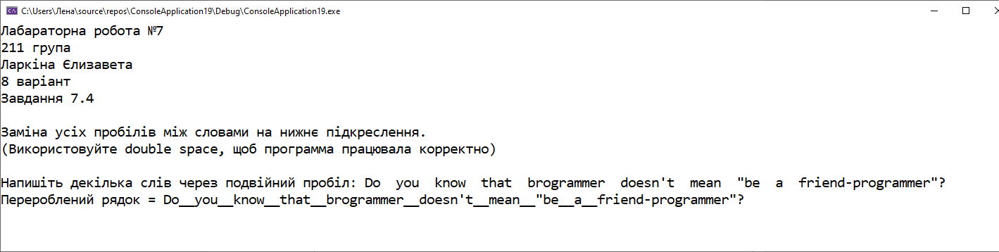 C:\Users\Лена\source\repos\ConsoleApplication19\Debug\ConsoleApplication19.exe
Лабараторна робота №7
211 група
Ларкіна Єлизавета
8 варіант
Завдання 7.4
Заміна усіх пробілів між словами на нижнє підкреслення.
(Використовуйте double space, щоб программа працювала корректно)
Напишіть декілька слів через подвійний пробіл: Do  you  know  that  brogrammer  doesn't  mean  "be  a  friend-programmer"?
Перероблений рядок = Do__you__know__that__brogrammer__doesn't__mean__"be__a__friend-programmer"?